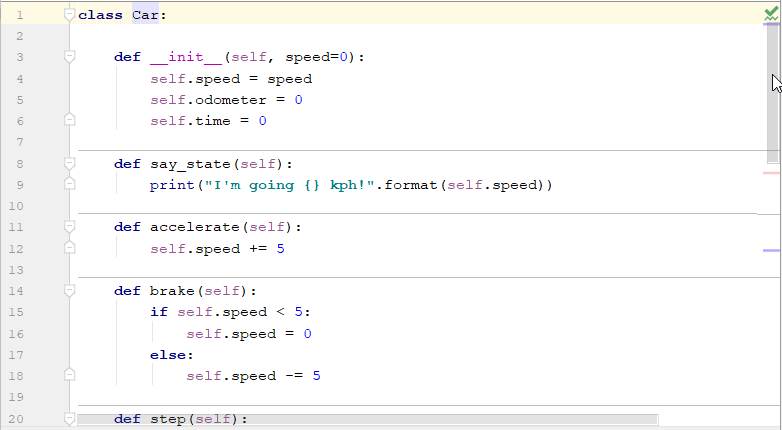 1 class Car:
2
3     def __init__(self, speed=0):
4         self.speed = speed
5         self.odometer = 0
6         self.time = 0
7
8     def say_state(self):
9         print("I'm going {} kph!".format(self.speed))
10
11     def accelerate(self):
12         self.speed += 5
13
14     def brake(self):
15         if self.speed < 5:
16             self.speed = 0
17         else:
18             self.speed -= 5
19
20     def step(self):